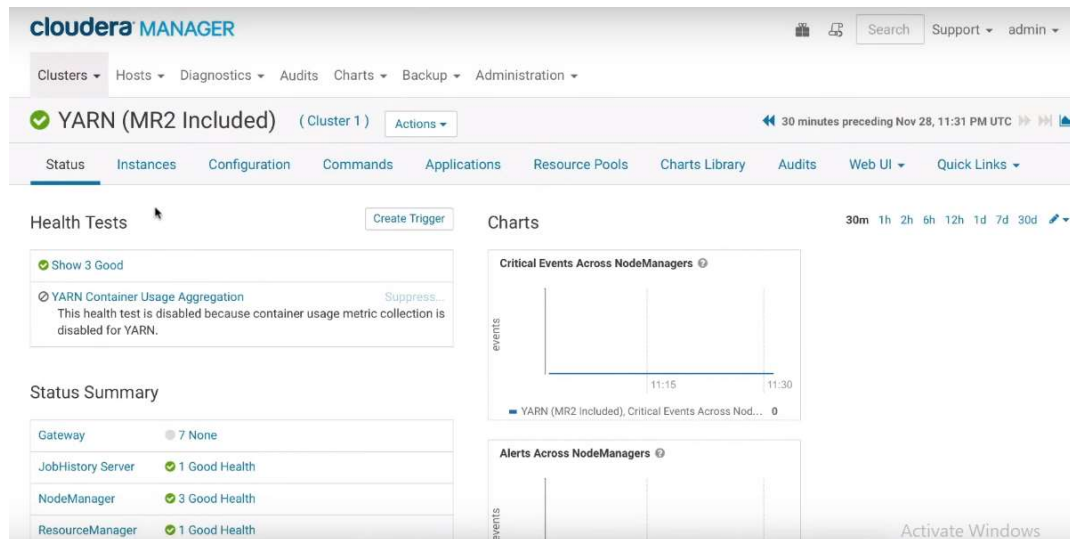 cloudera MANAGER
Search Support admin
Clusters Hosts Diagnostics Audits Charts Backup Administration
YARN (MR2 Included) (Cluster 1) Actions
30 minutes preceding Nov 28, 11:31 PM UTC
Status Instances Configuration Commands Applications Resource Pools Charts Library Audits Web UI Quick Links
Health Tests
Create Trigger
Show 3 Good
YARN Container Usage Aggregation Suppress...
This health test is disabled because container usage metric collection is
disabled for YARN.
Status Summary
Gateway 7 None
JobHistory Server 1 Good Health
NodeManager 3 Good Health
ResourceManager 1 Good Health
Charts
30m 1h 2h 6h 12h 1d 7d 30d
Critical Events Across NodeManagers
events
11:15 11:30
YARN (MR2 Included), Critical Events Across Nod... 0
Alerts Across NodeManagers
events
Activate Windows